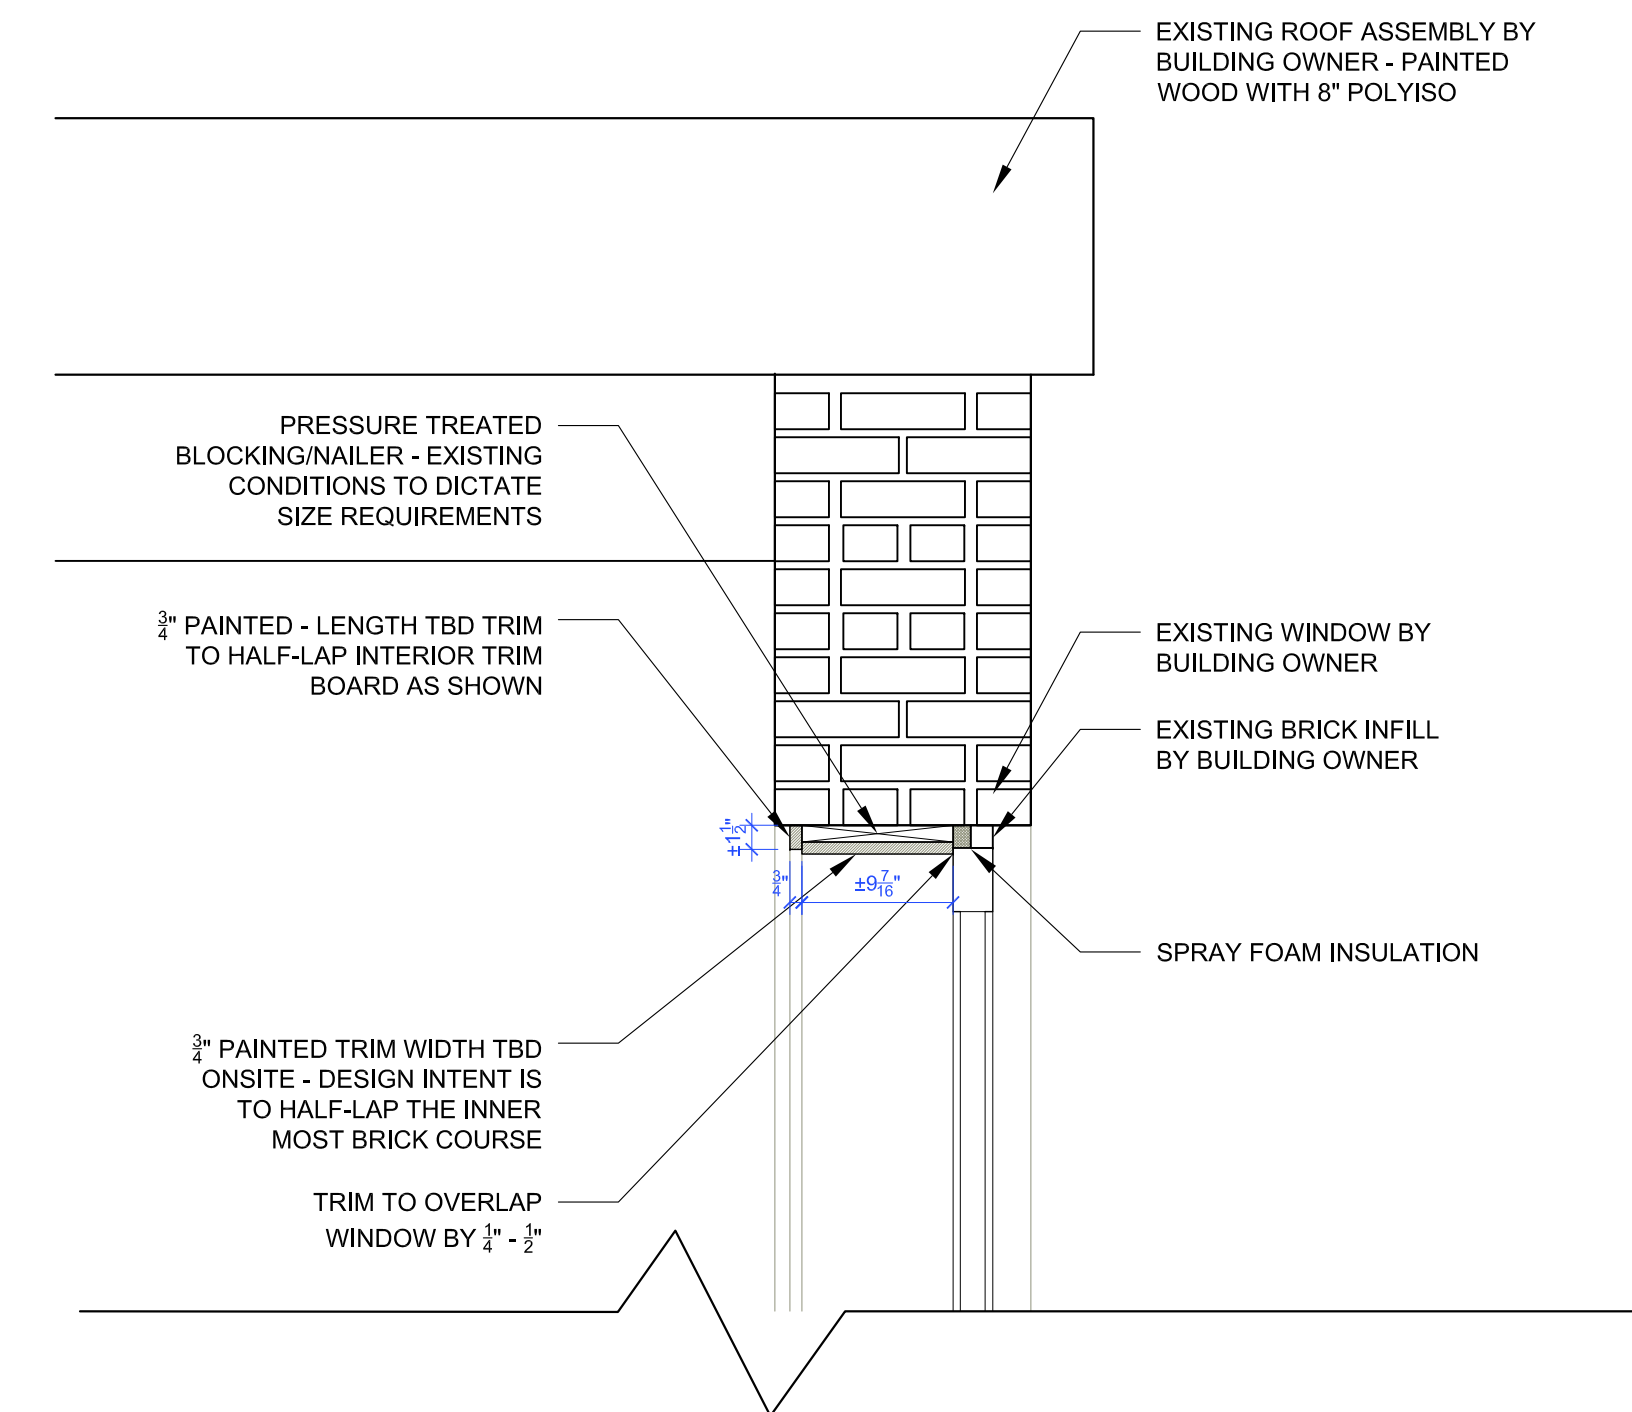 EXISTING ROOF ASSEMBLY BY
BUILDING OWNER - PAINTED
WOOD WITH 8" POLYISO
PRESSURE TREATED
BLOCKING/NAILER - EXISTING
CONDITIONS TO DICTATE
SIZE REQUIREMENTS
3/4" PAINTED - LENGTH TBD TRIM
TO HALF-LAP INTERIOR TRIM
BOARD AS SHOWN
EXISTING WINDOW BY
BUILDING OWNER
EXISTING BRICK INFILL
BY BUILDING OWNER
±1 1/2"
3/4"
±9 7/16"
SPRAY FOAM INSULATION
3/4" PAINTED TRIM WIDTH TBD
ONSITE - DESIGN INTENT IS
TO HALF-LAP THE INNER
MOST BRICK COURSE
TRIM TO OVERLAP
WINDOW BY 1/4" - 1/2"